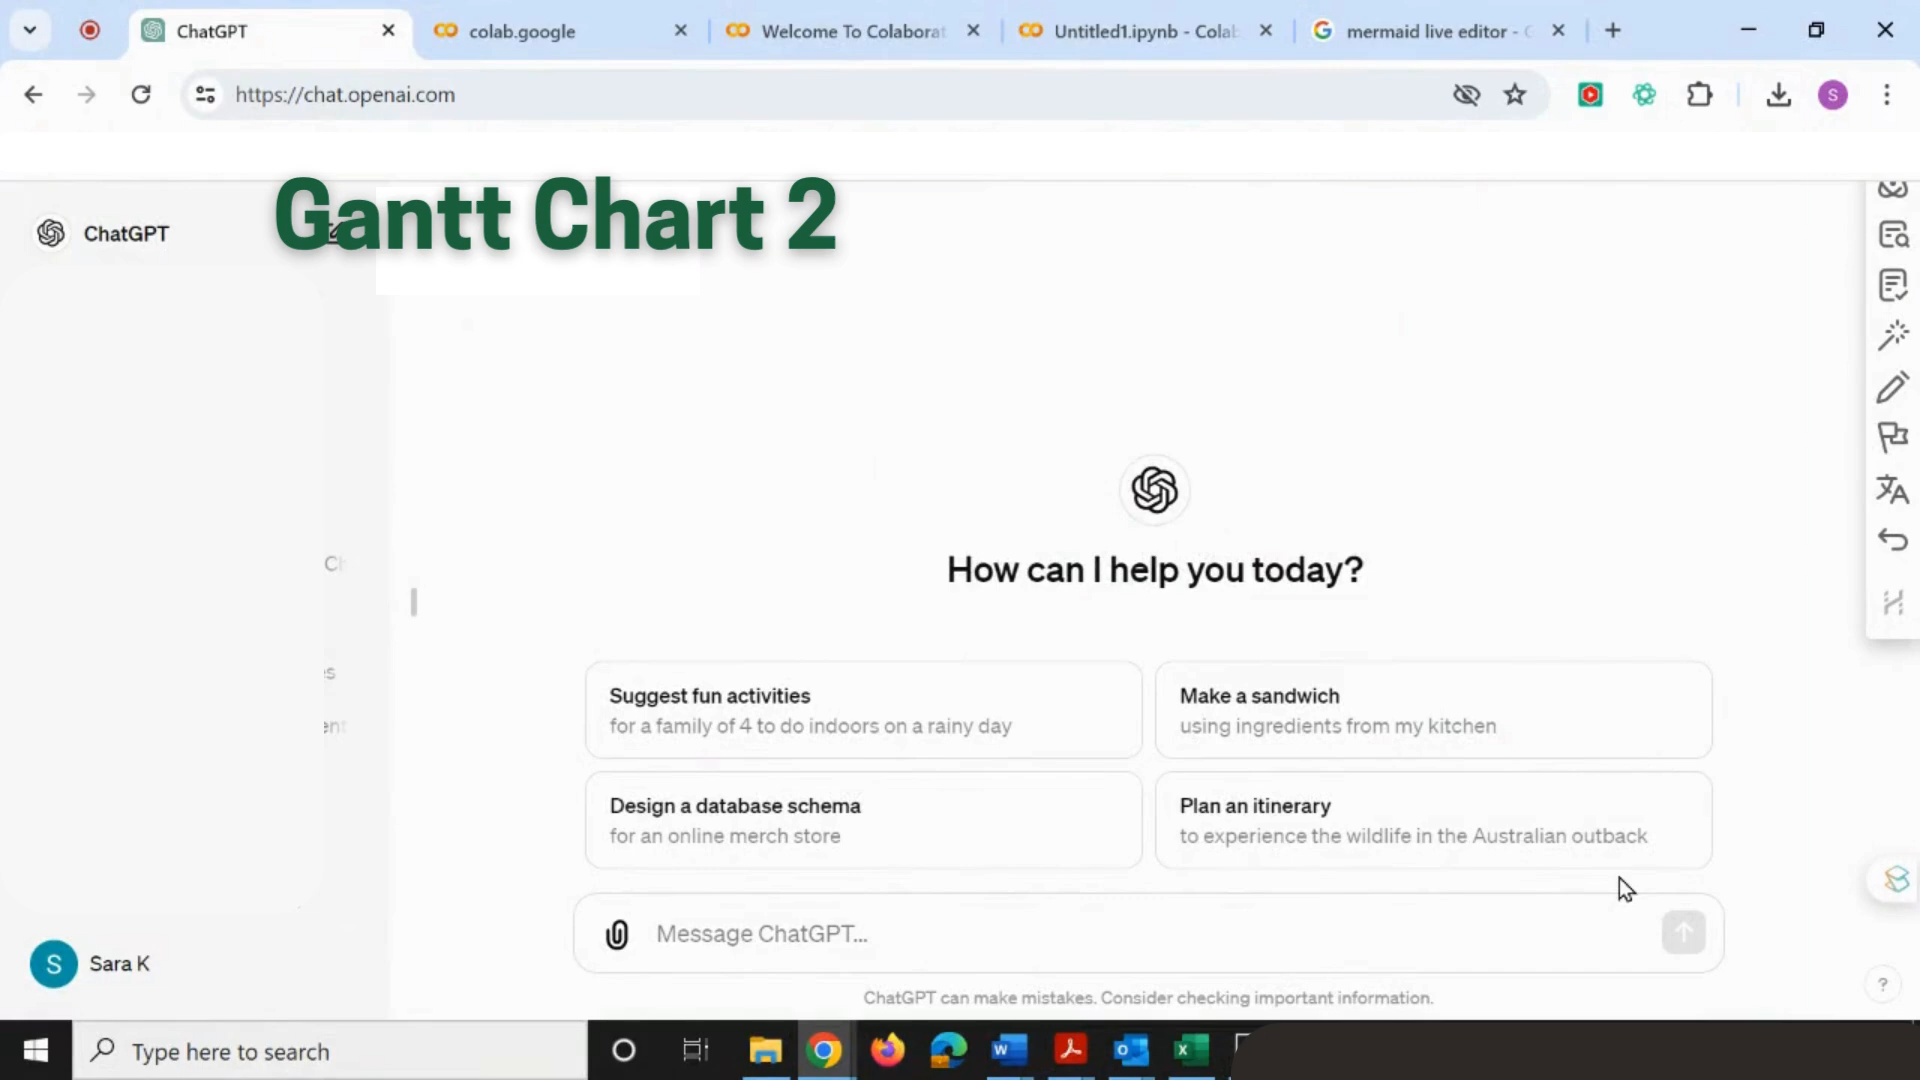 ChatGPT
colab.google
Welcome To Colaborat
Untitled1.ipynb - Colab
mermaid live editor - G
https://chat.openai.com
S
Gantt Chart 2
ChatGPT
How can I help you today?
Suggest fun activities
for a family of 4 to do indoors on a rainy day
Make a sandwich
using ingredients from my kitchen
Design a database schema
for an online merch store
Plan an itinerary
to experience the wildlife in the Australian outback
S
Sara K
Message ChatGPT...
ChatGPT can make mistakes. Consider checking important information.
?
Type here to search